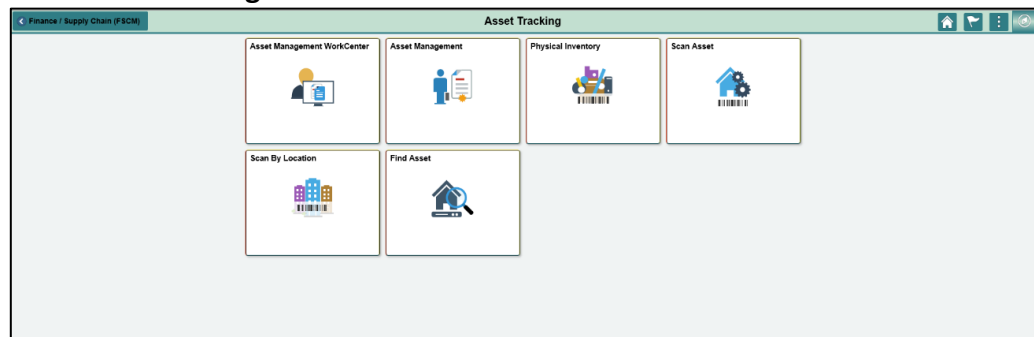 Finance / Supply Chain (FSCM)
Asset Tracking
Asset Management WorkCenter
Asset Management
Physical Inventory
Scan Asset
Scan By Location
Find Asset